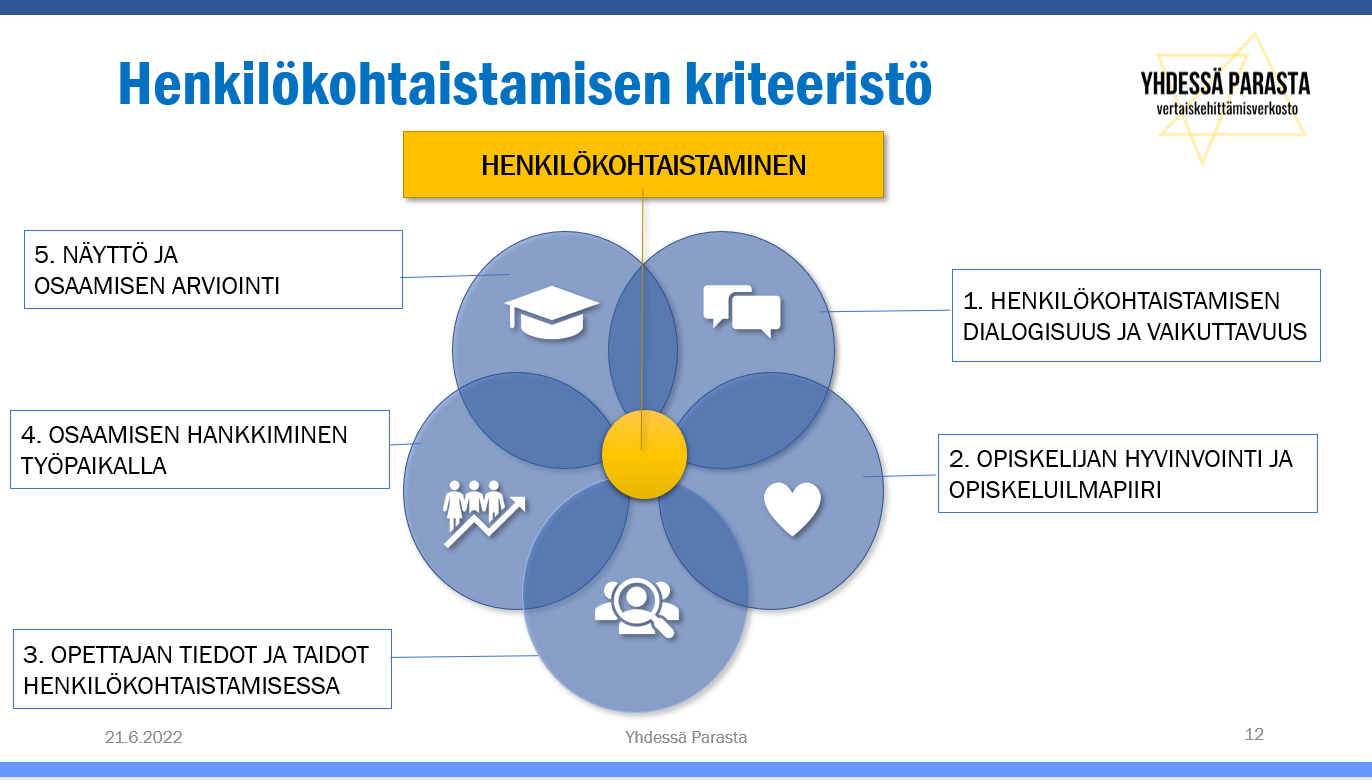 Henkilökohtaistamisen kriteeristö
YHDESSÄ PARASTA
vertaiskehittämisverkosto
HENKILÖKOHTAISTAMINEN
5. NÄYTTÖ JA
OSAAMISEN ARVIOINTI
1. HENKILÖKOHTAISTAMISEN
DIALOGISUUS JA VAIKUTTAVUUS
4. OSAAMISEN HANKKIMINEN
TYÖPAIKALLA
2. OPISKELIJAN HYVINVOINTI JA
OPISKELUILMAPIIRI
3. OPETTAJAN TIEDOT JA TAIDOT
HENKILÖKOHTAISTAMISESSA
21.6.2022
Yhdessä Parasta
12